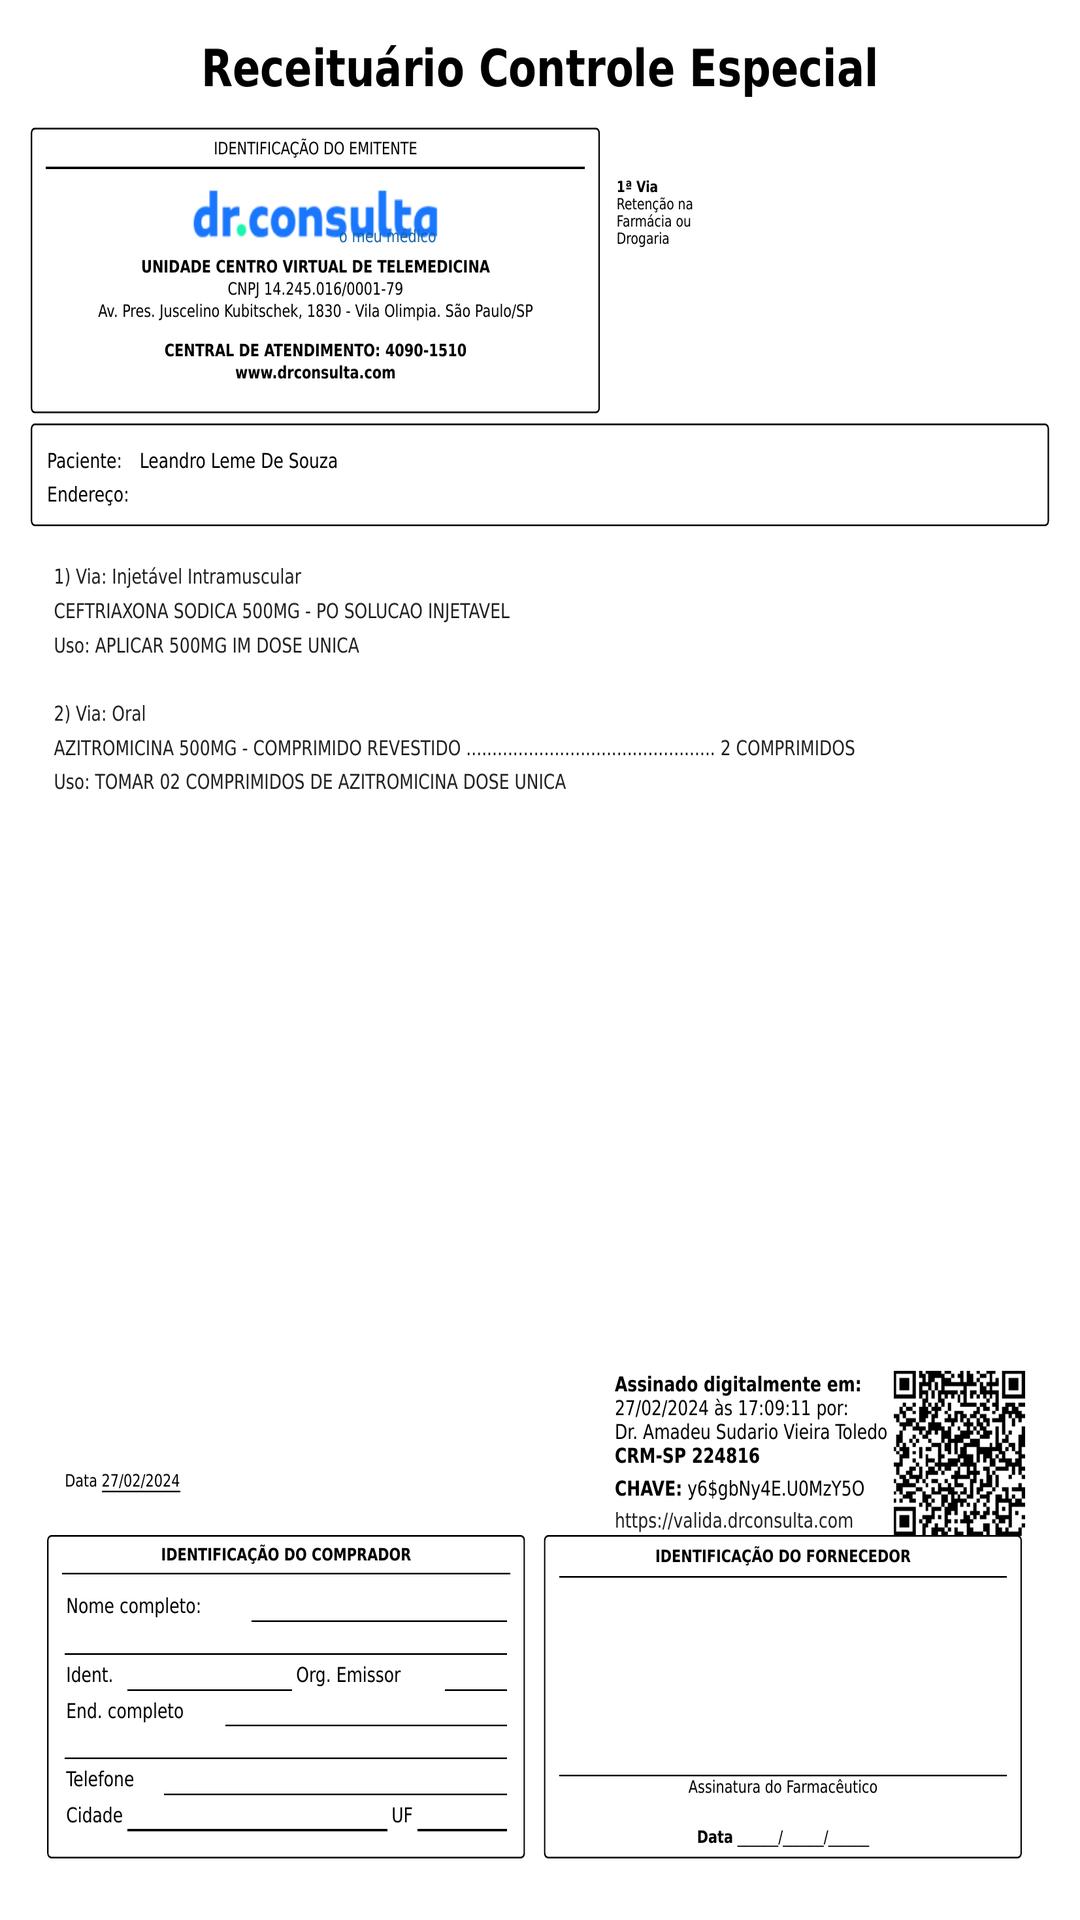 Receituário Controle Especial
IDENTIFICAÇÃO DO EMITENTE
dr.consulta
o meu médico
UNIDADE CENTRO VIRTUAL DE TELEMEDICINA
CNPJ 14.245.016/0001-79
Av. Pres. Juscelino Kubitschek, 1830 - Vila Olimpia. São Paulo/SP
CENTRAL DE ATENDIMENTO: 4090-1510
www.drconsulta.com
1ª Via
Retenção na
Farmácia ou
Drogaria
Paciente: Leandro Leme De Souza
Endereço:
1) Via: Injetável Intramuscular
CEFTRIAXONA SODICA 500MG - PO SOLUCAO INJETAVEL
Uso: APLICAR 500MG IM DOSE UNICA
2) Via: Oral
AZITROMICINA 500MG - COMPRIMIDO REVESTIDO ................................................ 2 COMPRIMIDOS
Uso: TOMAR 02 COMPRIMIDOS DE AZITROMICINA DOSE UNICA
Assinado digitalmente em:
27/02/2024 às 17:09:11 por:
Dr. Amadeu Sudario Vieira Toledo
CRM-SP 224816
CHAVE: y6$gbNy4E.U0MzY5O
https://valida.drconsulta.com
Data 27/02/2024
IDENTIFICAÇÃO DO COMPRADOR
Nome completo:
Ident. Org. Emissor
End. completo
Telefone
Cidade UF
IDENTIFICAÇÃO DO FORNECEDOR
Assinatura do Farmacêutico
Data _____/_____/_____